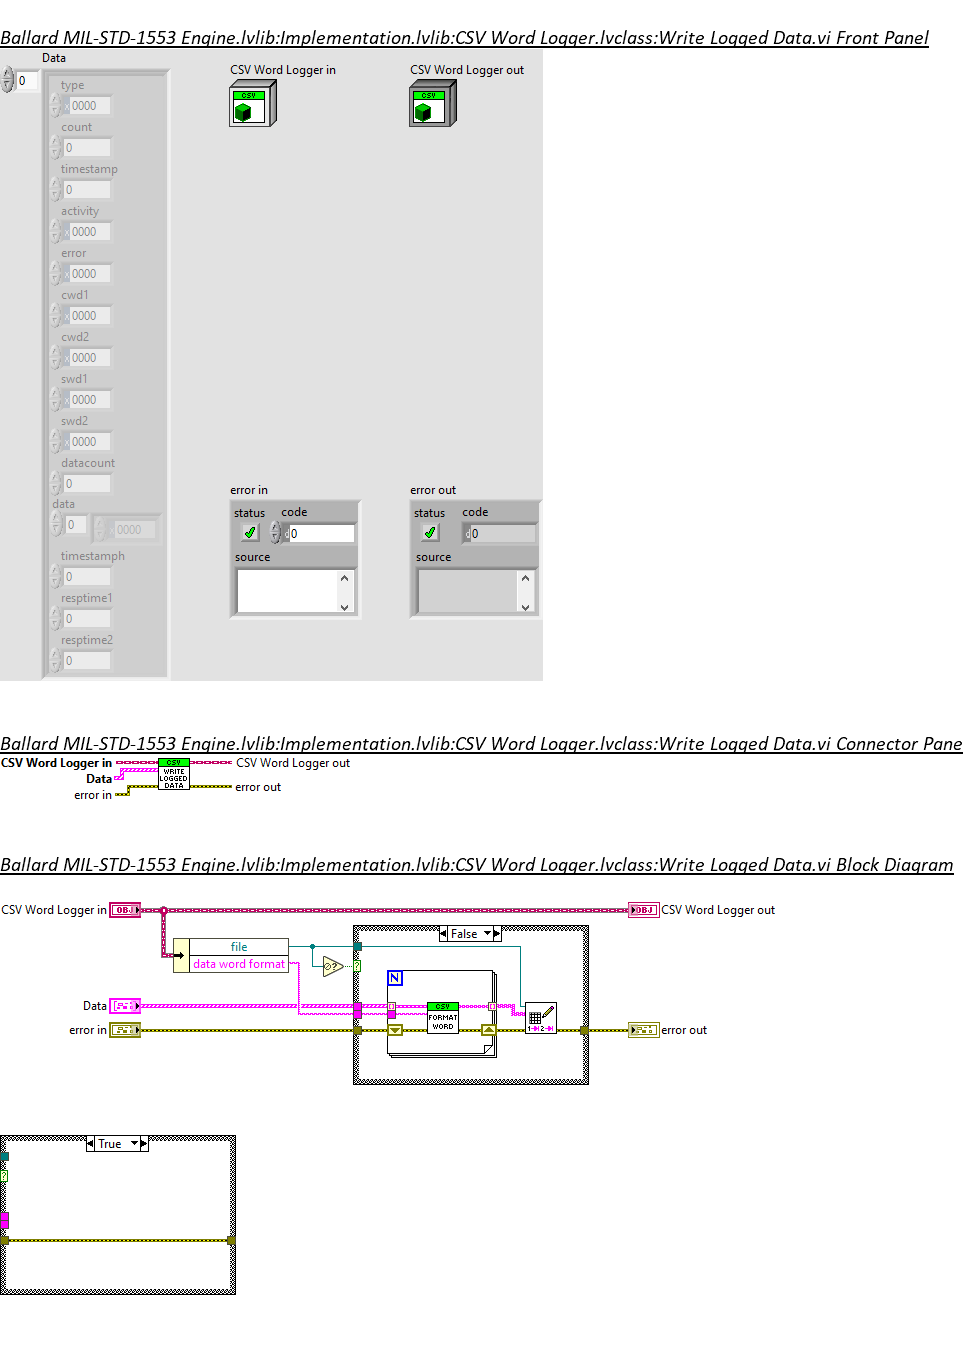 Ballard MIL-STD-1553 Engine.lvlib:Implementation.lvlib:CSV Word Logger.lvclass:Write Logged Data.vi Front Panel
Data
0
type
x 0000
count
0
timestamp
0
activity
x 0000
error
x 0000
cwd1
x 0000
cwd2
x 0000
swd1
x 0000
swd2
x 0000
datacount
0
data
0
x 0000
timestamph
0
resptime1
0
resptime2
0
CSV Word Logger in
CSV
CSV Word Logger out
CSV
error in
status
code
d 0
source
error out
status
code
d 0
source
Ballard MIL-STD-1553 Engine.lvlib:Implementation.lvlib:CSV Word Logger.lvclass:Write Logged Data.vi Connector Pane
CSV Word Logger in
Data
error in
CSV
WRITE
LOGGED
DATA
CSV Word Logger out
error out
Ballard MIL-STD-1553 Engine.lvlib:Implementation.lvlib:CSV Word Logger.lvclass:Write Logged Data.vi Block Diagram
CSV Word Logger in
OBJ
OBJ
CSV Word Logger out
False
file
data word format
?
?
N
Data
CSV
FORMAT
WORD
1 2
error in
error out
True
?